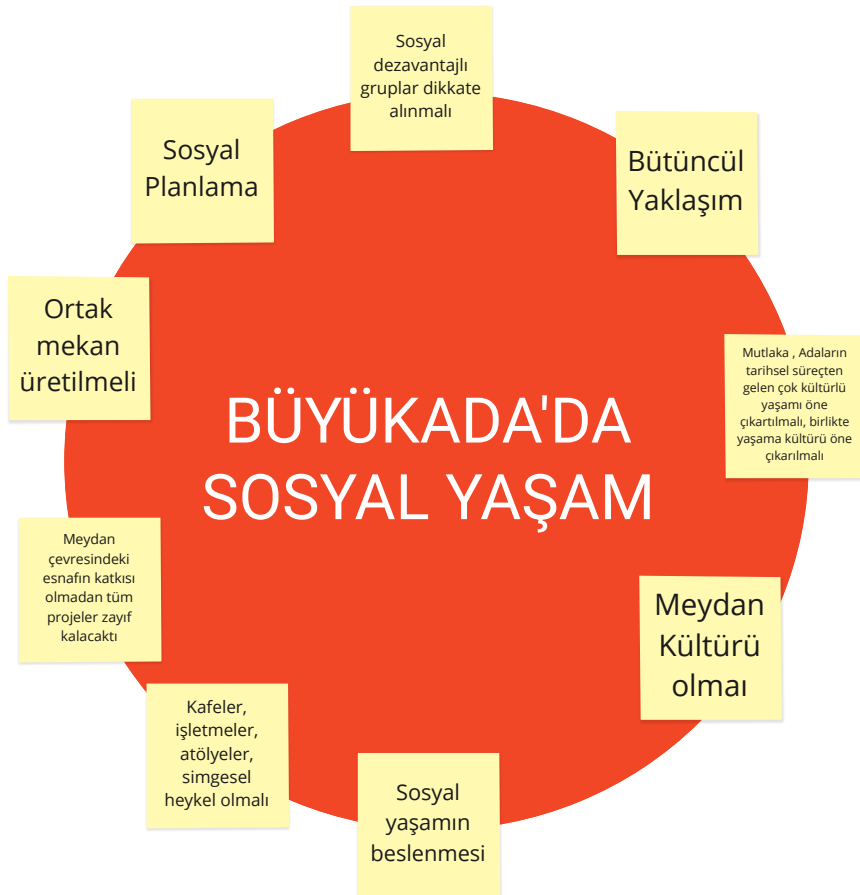 Sosyal
dezavantajlı
gruplar dikkate
alınmalı
Sosyal
Planlama
Bütüncül
Yaklaşım
Ortak
mekan
üretilmeli
Mutlaka , Adaların
tarihsel süreçten
gelen çok kültürlü
yaşamı öne
çıkartılmalı, birlikte
yaşama kültürü öne
çıkarılmalı
BÜYÜKADA'DA
SOSYAL YAŞAM
Meydan
çevresindeki
esnafın katkısı
olmadan tüm
projeler zayıf
kalacaktı
Meydan
Kültürü
olmaı
Kafeler,
işletmeler,
atölyeler,
simgesel
heykel olmalı
Sosyal
yaşamın
beslenmesi